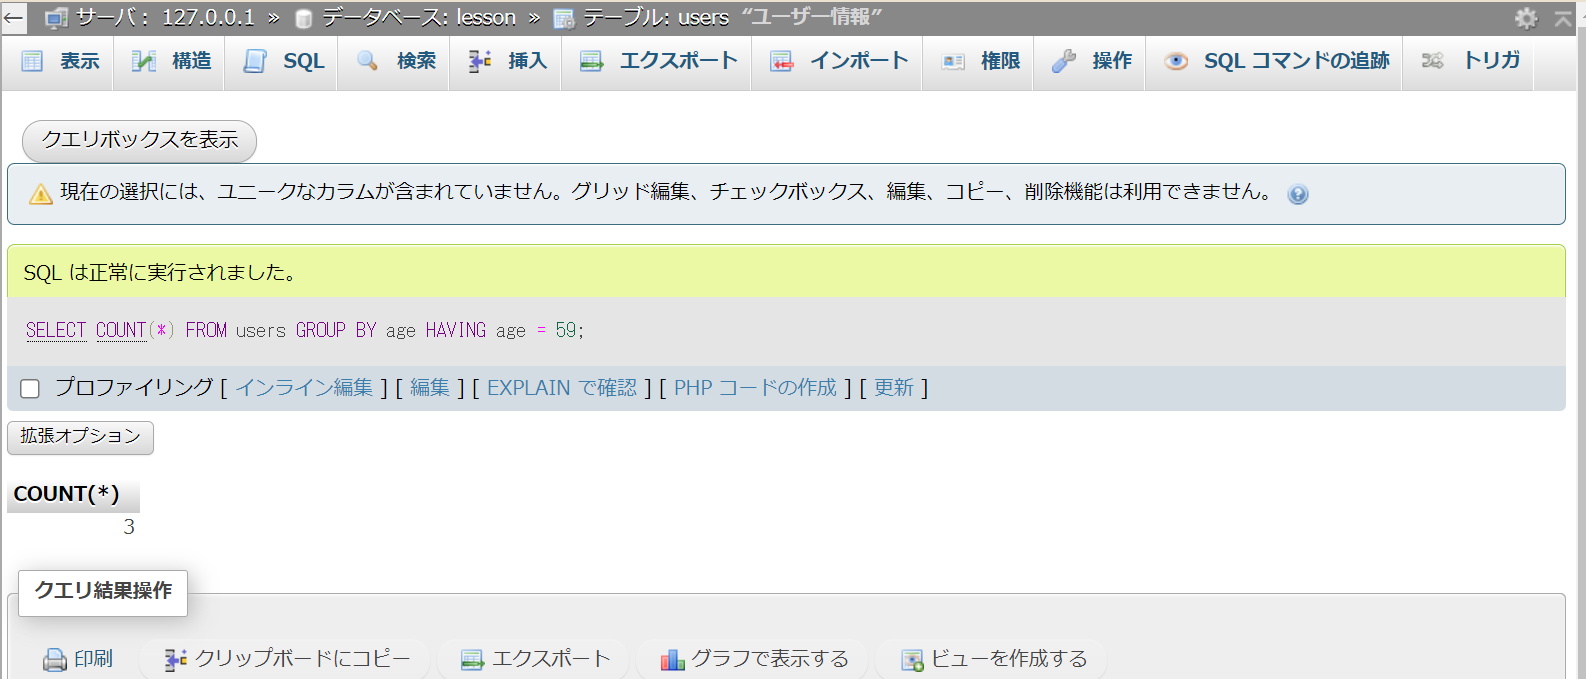 サーバ: 127.0.0.1 » データベース: lesson » テーブル: users “ユーザー情報”
表示 構造 SQL 検索 挿入 エクスポート インポート 権限 操作 SQL コマンドの追跡 トリガ
クエリボックスを表示
現在の選択には、ユニークなカラムが含まれていません。グリッド編集、チェックボックス、編集、コピー、削除機能は利用できません。
SQL は正常に実行されました。
SELECT COUNT(*) FROM users GROUP BY age HAVING age = 59;
プロファイリング [ インライン編集 ] [ 編集 ] [ EXPLAIN で確認 ] [ PHP コードの作成 ] [ 更新 ]
拡張オプション
COUNT(*)
3
クエリ結果操作
印刷 クリップボードにコピー エクスポート グラフで表示する ビューを作成する